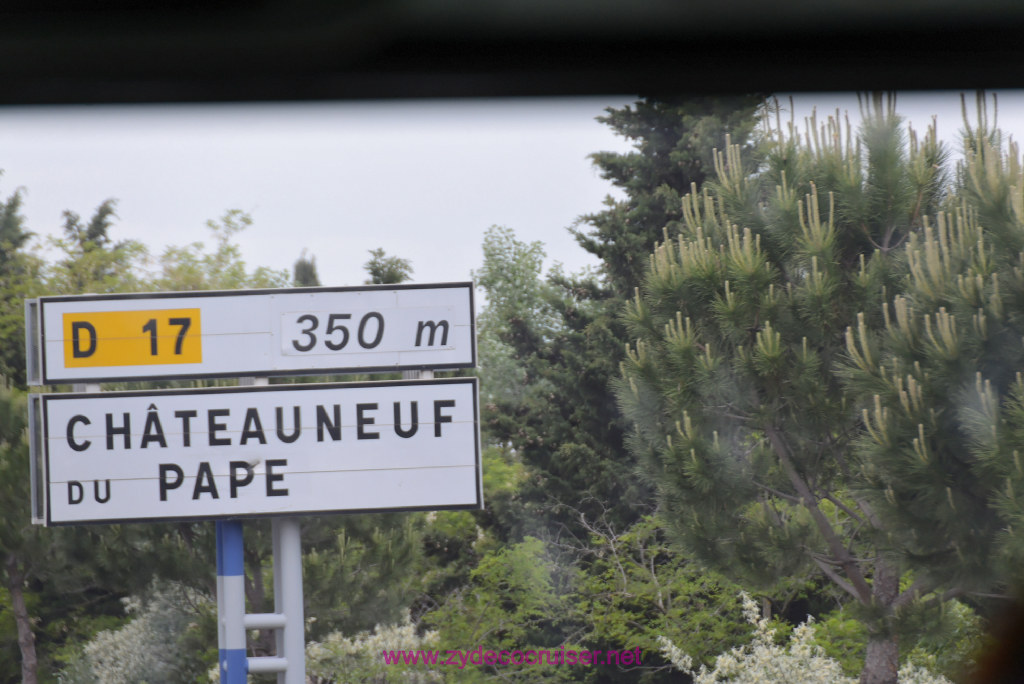 D 17 350 m
CHÂTEAUNEUF
DU PAPE
www.zydecocruiser.net